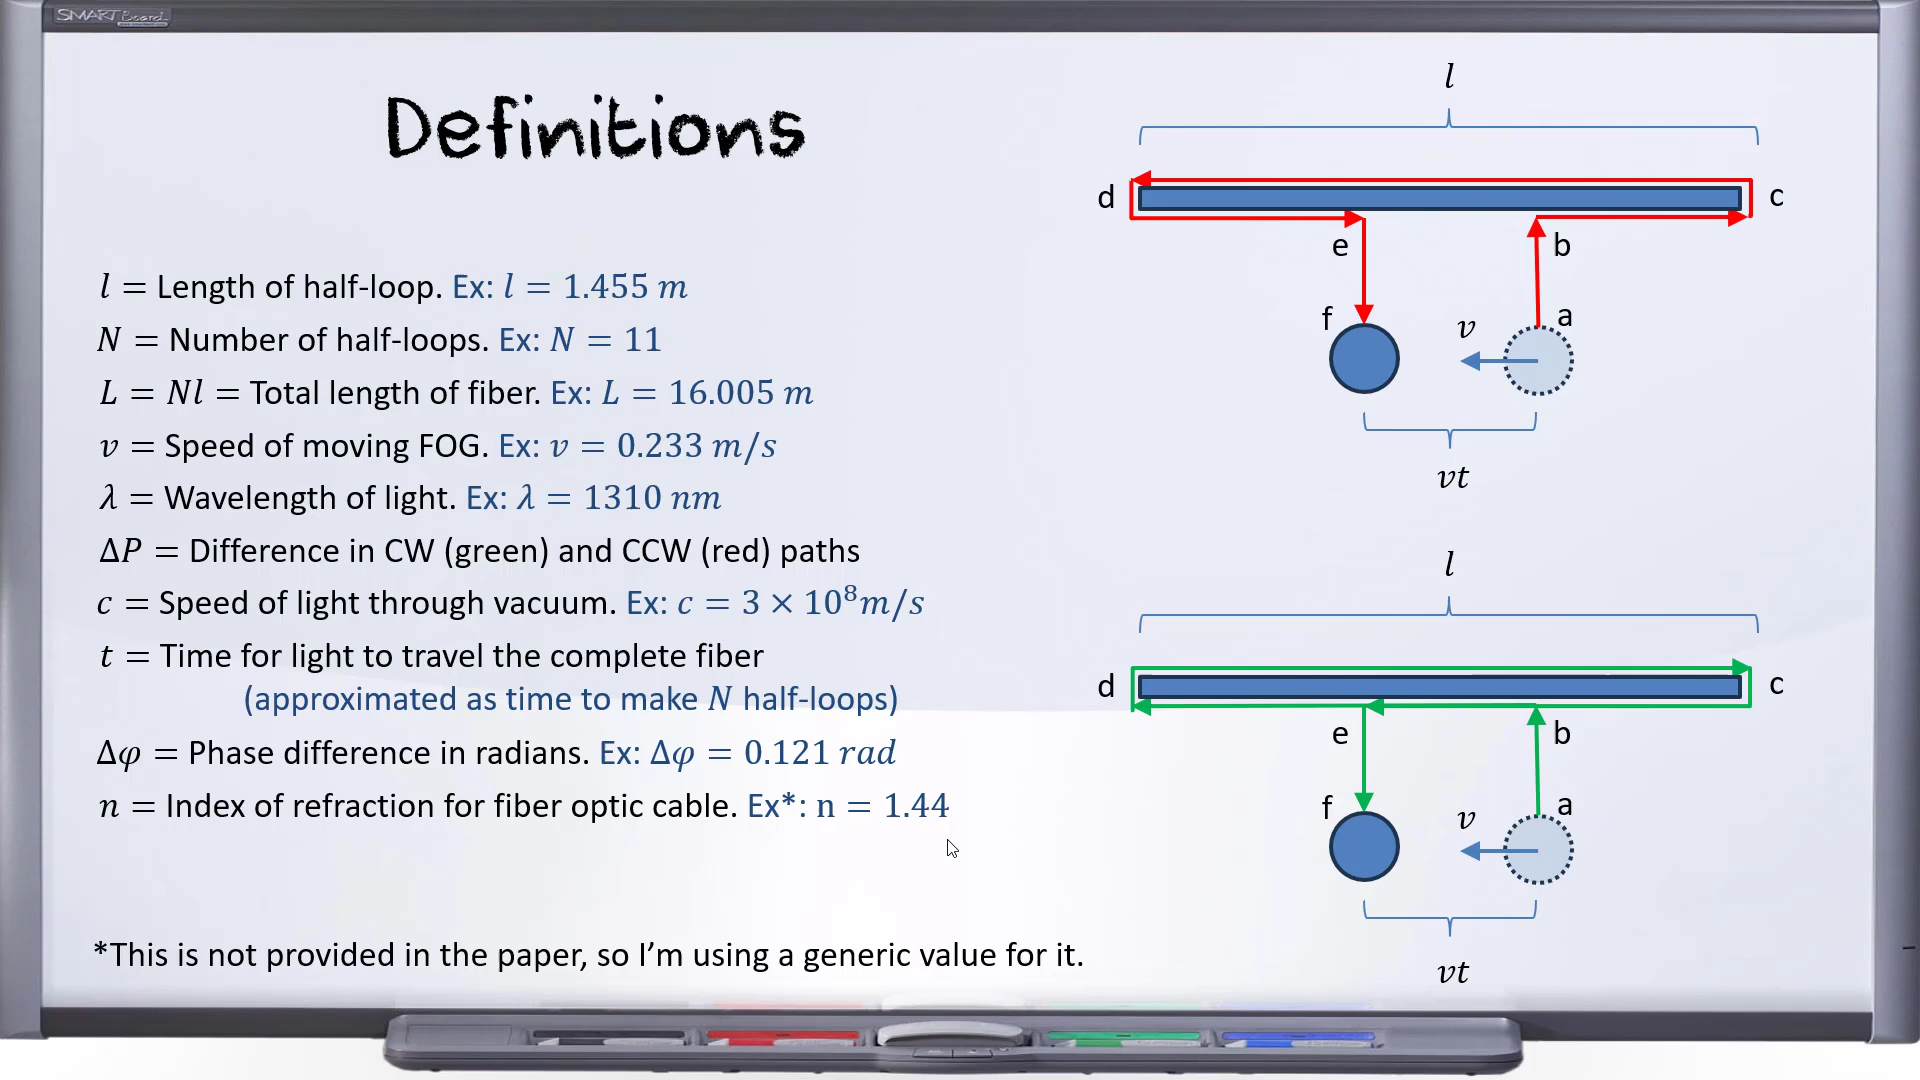 SMART Board
Definitions
l = Length of half-loop. Ex: l = 1.455 m
N = Number of half-loops. Ex: N = 11
L = Nl = Total length of fiber. Ex: L = 16.005 m
v = Speed of moving FOG. Ex: v = 0.233 m/s
λ = Wavelength of light. Ex: λ = 1310 nm
ΔP = Difference in CW (green) and CCW (red) paths
c = Speed of light through vacuum. Ex: c = 3 × 10⁸m/s
t = Time for light to travel the complete fiber
(approximated as time to make N half-loops)
Δφ = Phase difference in radians. Ex: Δφ = 0.121 rad
n = Index of refraction for fiber optic cable. Ex*: n = 1.44
*This is not provided in the paper, so I’m using a generic value for it.
l
d
c
e
b
f
v
a
vt
l
d
c
e
b
f
v
a
vt